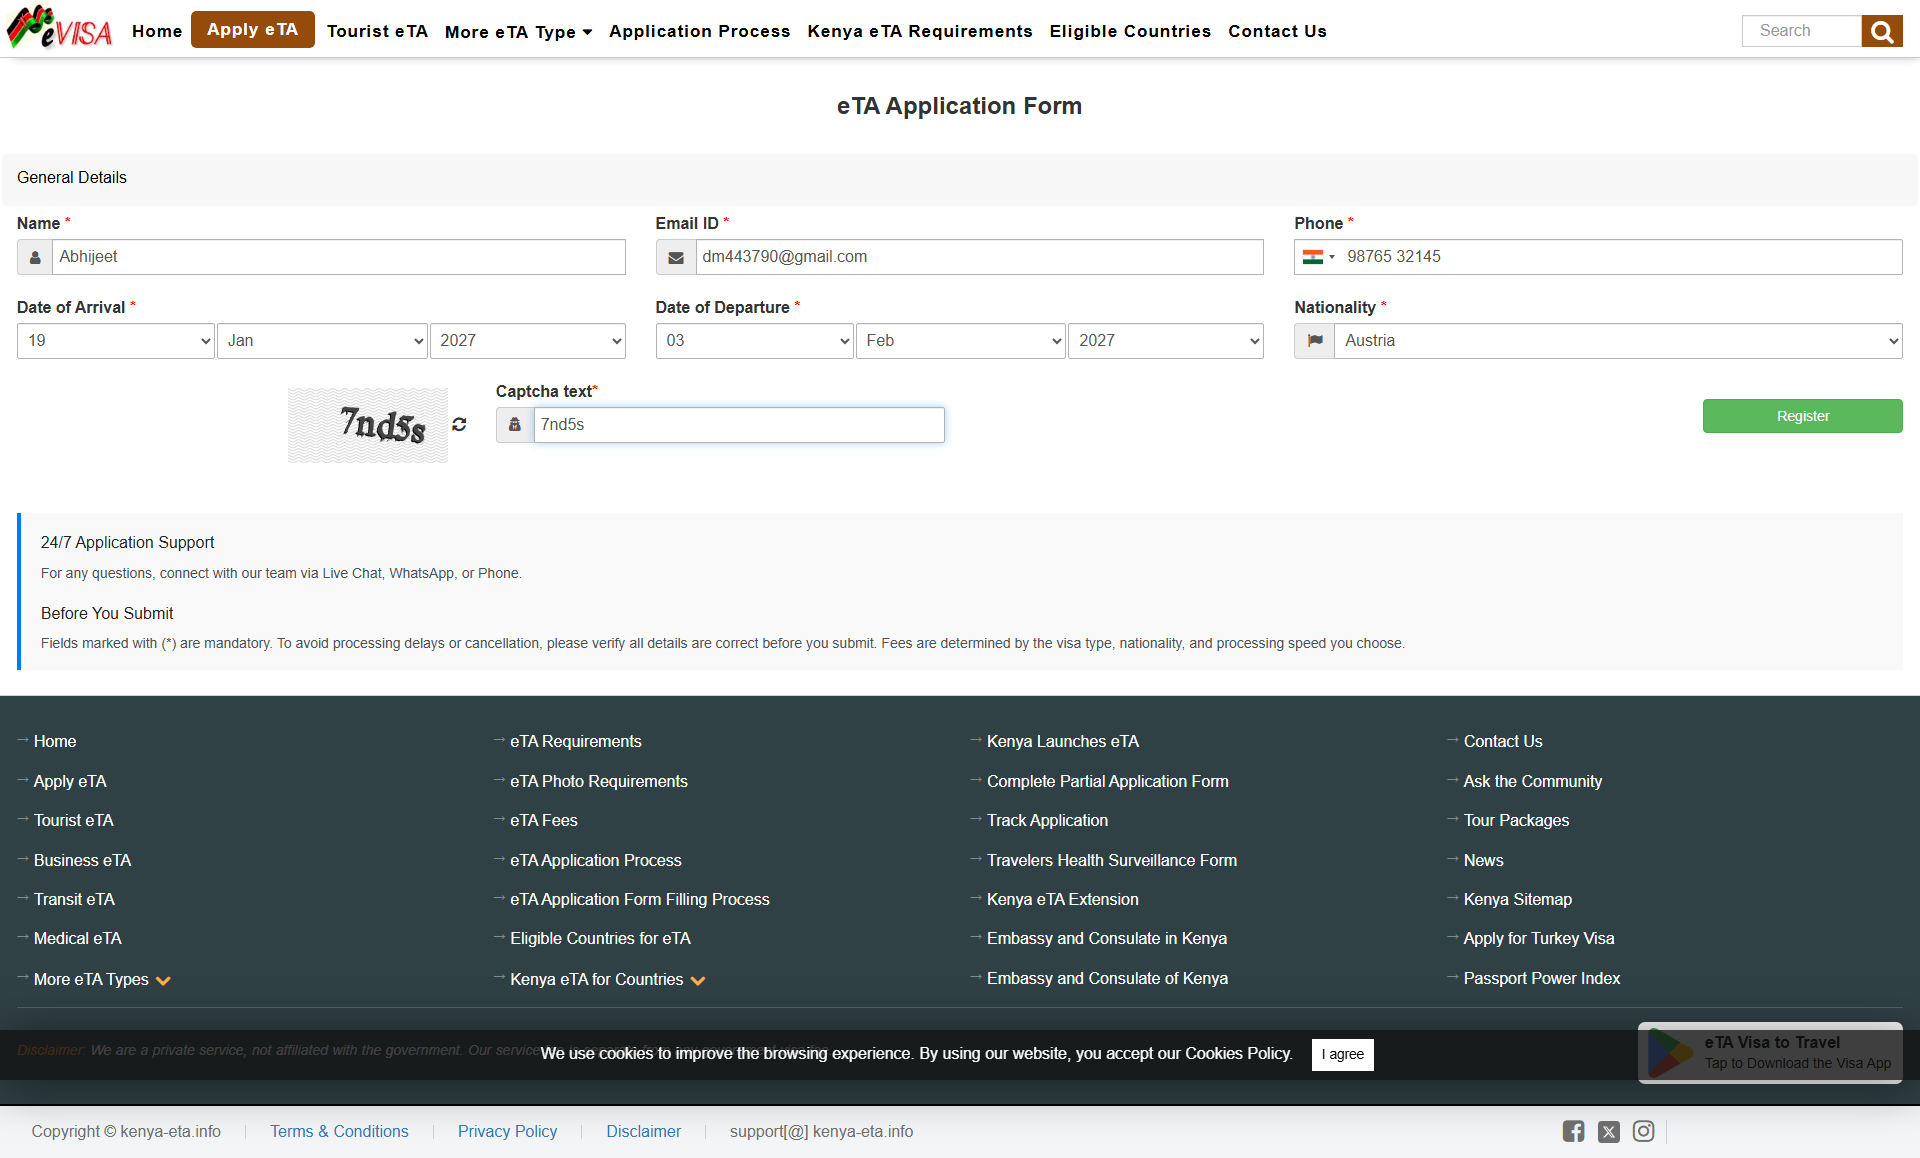 eVISA Home Apply eTA Tourist eTA More eTA Type Application Process Kenya eTA Requirements Eligible Countries Contact Us Search
eTA Application Form
General Details
Name * Email ID * Phone *
Abhijeet dm443790@gmail.com 98765 32145
Date of Arrival * Date of Departure * Nationality *
19 Jan 2027 03 Feb 2027 Austria
Captcha text*
7nd5s 7nd5s Register
24/7 Application Support
For any questions, connect with our team via Live Chat, WhatsApp, or Phone.
Before You Submit
Fields marked with (*) are mandatory. To avoid processing delays or cancellation, please verify all details are correct before you submit. Fees are determined by the visa type, nationality, and processing speed you choose.
Home eTA Requirements Kenya Launches eTA Contact Us
Apply eTA eTA Photo Requirements Complete Partial Application Form Ask the Community
Tourist eTA eTA Fees Track Application Tour Packages
Business eTA eTA Application Process Travelers Health Surveillance Form News
Transit eTA eTA Application Form Filling Process Kenya eTA Extension Kenya Sitemap
Medical eTA Eligible Countries for eTA Embassy and Consulate in Kenya Apply for Turkey Visa
More eTA Types Kenya eTA for Countries Embassy and Consulate of Kenya Passport Power Index
Disclaimer: We are a private service, not affiliated with the government. Our service
We use cookies to improve the browsing experience. By using our website, you accept our Cookies Policy. I agree
eTA Visa to Travel
Tap to Download the Visa App
Copyright © kenya-eta.info Terms & Conditions Privacy Policy Disclaimer support[@] kenya-eta.info